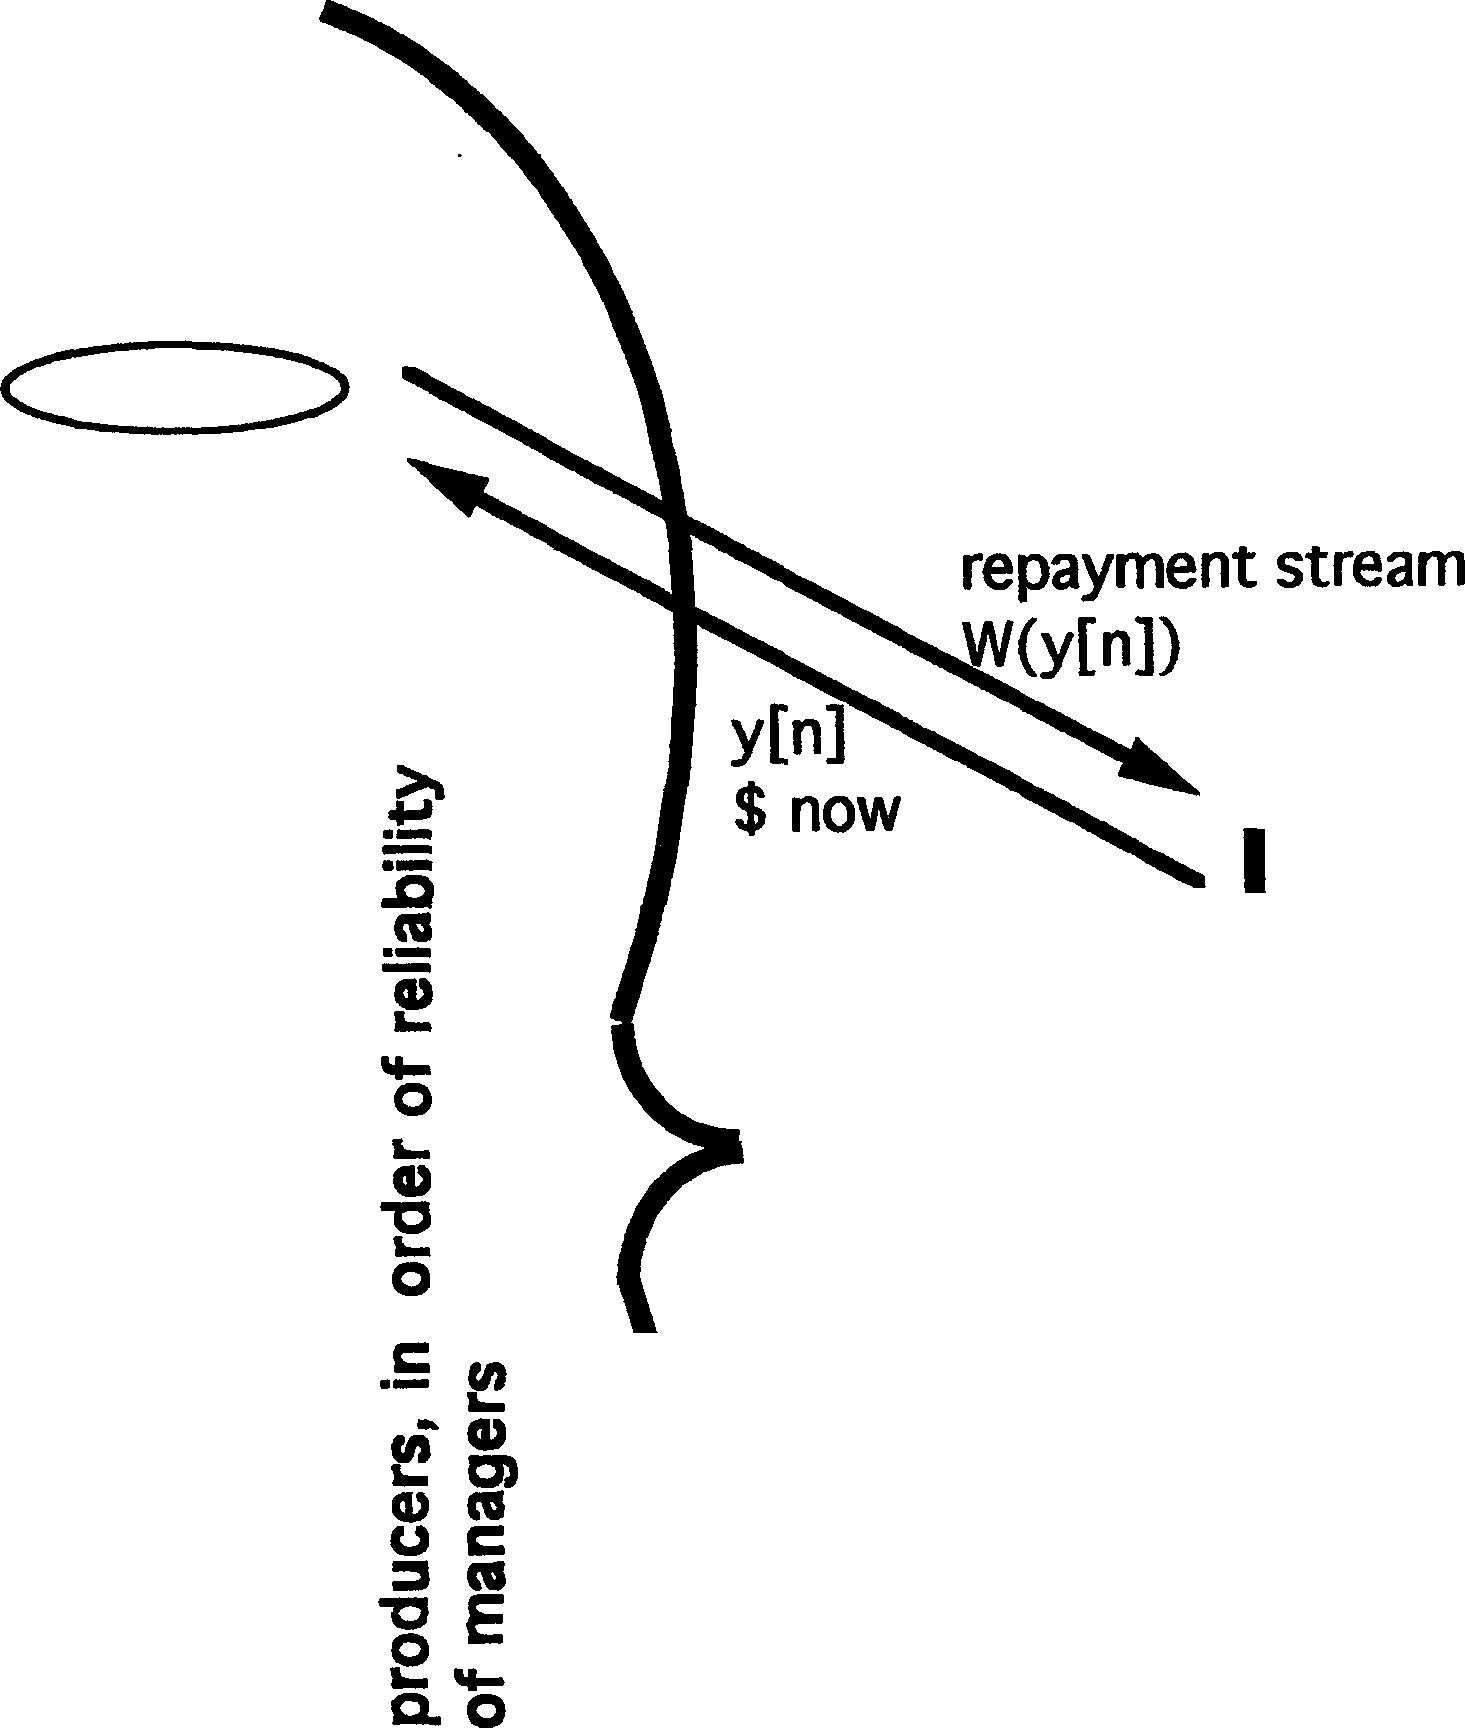 repayment stream
W(y[n])
y[n]
$ now
I
producers, in order of reliability
of managers